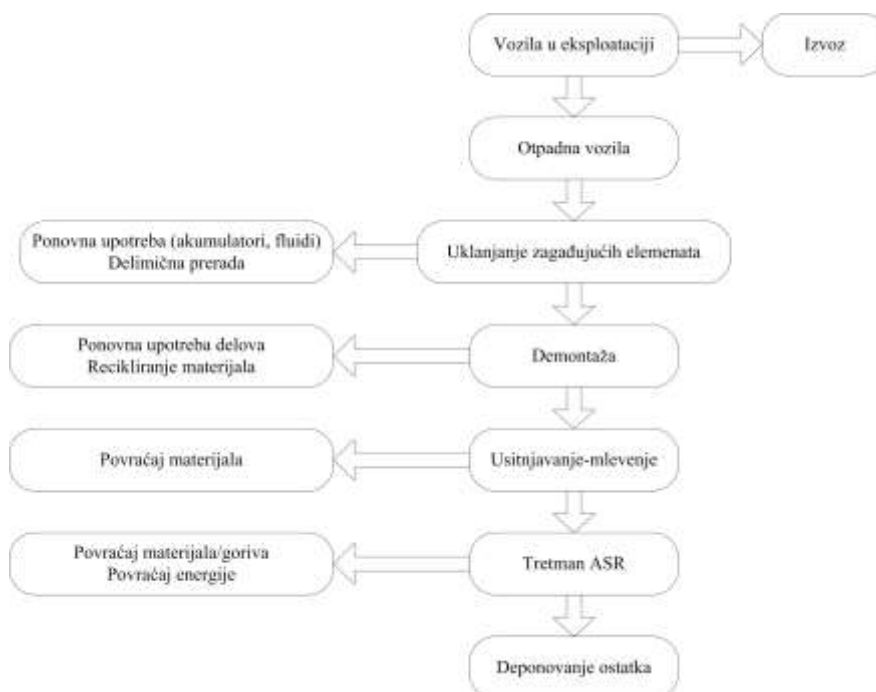 Vozila u eksploataciji
Izvoz
Otpadna vozila
Ponovna upotreba (akumulatori, fluidi)
Delimična prerada
Uklanjanje zagađujućih elemenata
Ponovna upotreba delova
Recikliranje materijala
Demontaža
Povraćaj materijala
Usitnjavanje-mlevenje
Povraćaj materijala/goriva
Povraćaj energije
Tretman ASR
Deponovanje ostatka